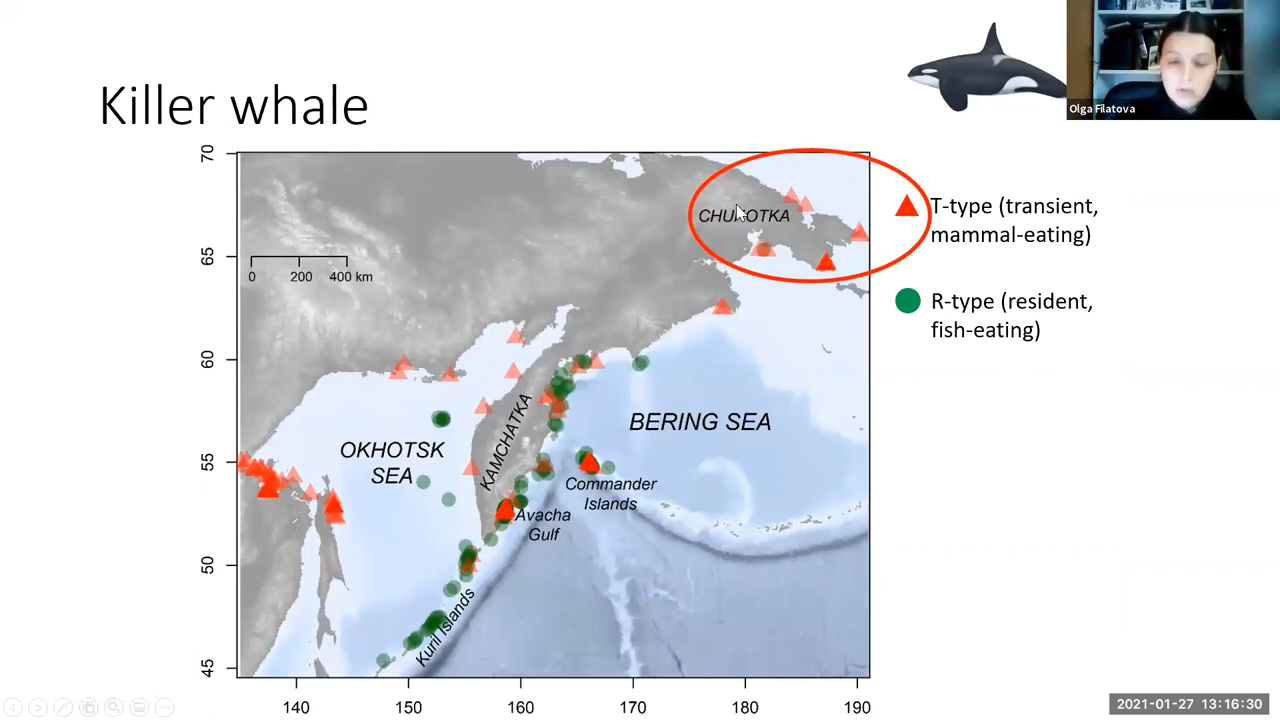 Olga Filatova
Killer whale
70
65
60
55
50
45
CHUKOTKA
0 200 400 km
OKHOTSK
SEA
KAMCHATKA
BERING SEA
Commander
Islands
Avacha
Gulf
Kuril Islands
140 150 160 170 180 190
T-type (transient,
mammal-eating)
R-type (resident,
fish-eating)
2021-01-27 13:16:30